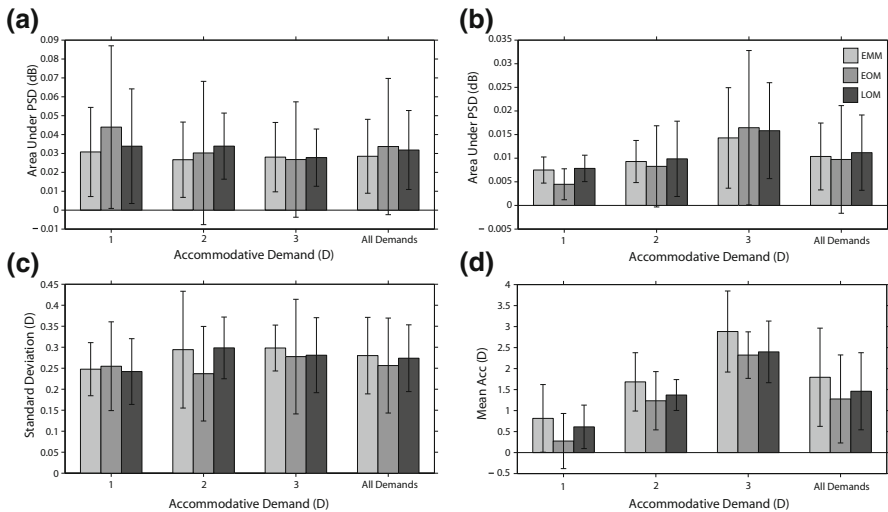 (a)
Area Under PSD (dB)
0.09
0.08
0.07
0.06
0.05
0.04
0.03
0.02
0.01
0
– 0.01
1 2 3 All Demands
Accommodative Demand (D)
(b)
Area Under PSD (dB)
0.035
0.03
0.025
0.02
0.015
0.01
0.005
0
– 0.005
EMM
EOM
LOM
1 2 3 All Demands
Accommodative Demand (D)
(c)
Standard Deviation (D)
0.45
0.4
0.35
0.3
0.25
0.3
0.25
0.15
0.1
0.05
0
1 2 3 All Demands
Accommodative Demand (D)
(d)
Mean Acc (D)
4
3.5
3
2.5
2
1.5
1
0.5
0
– 0.5
1 2 3 All Demands
Accommodative Demand (D)